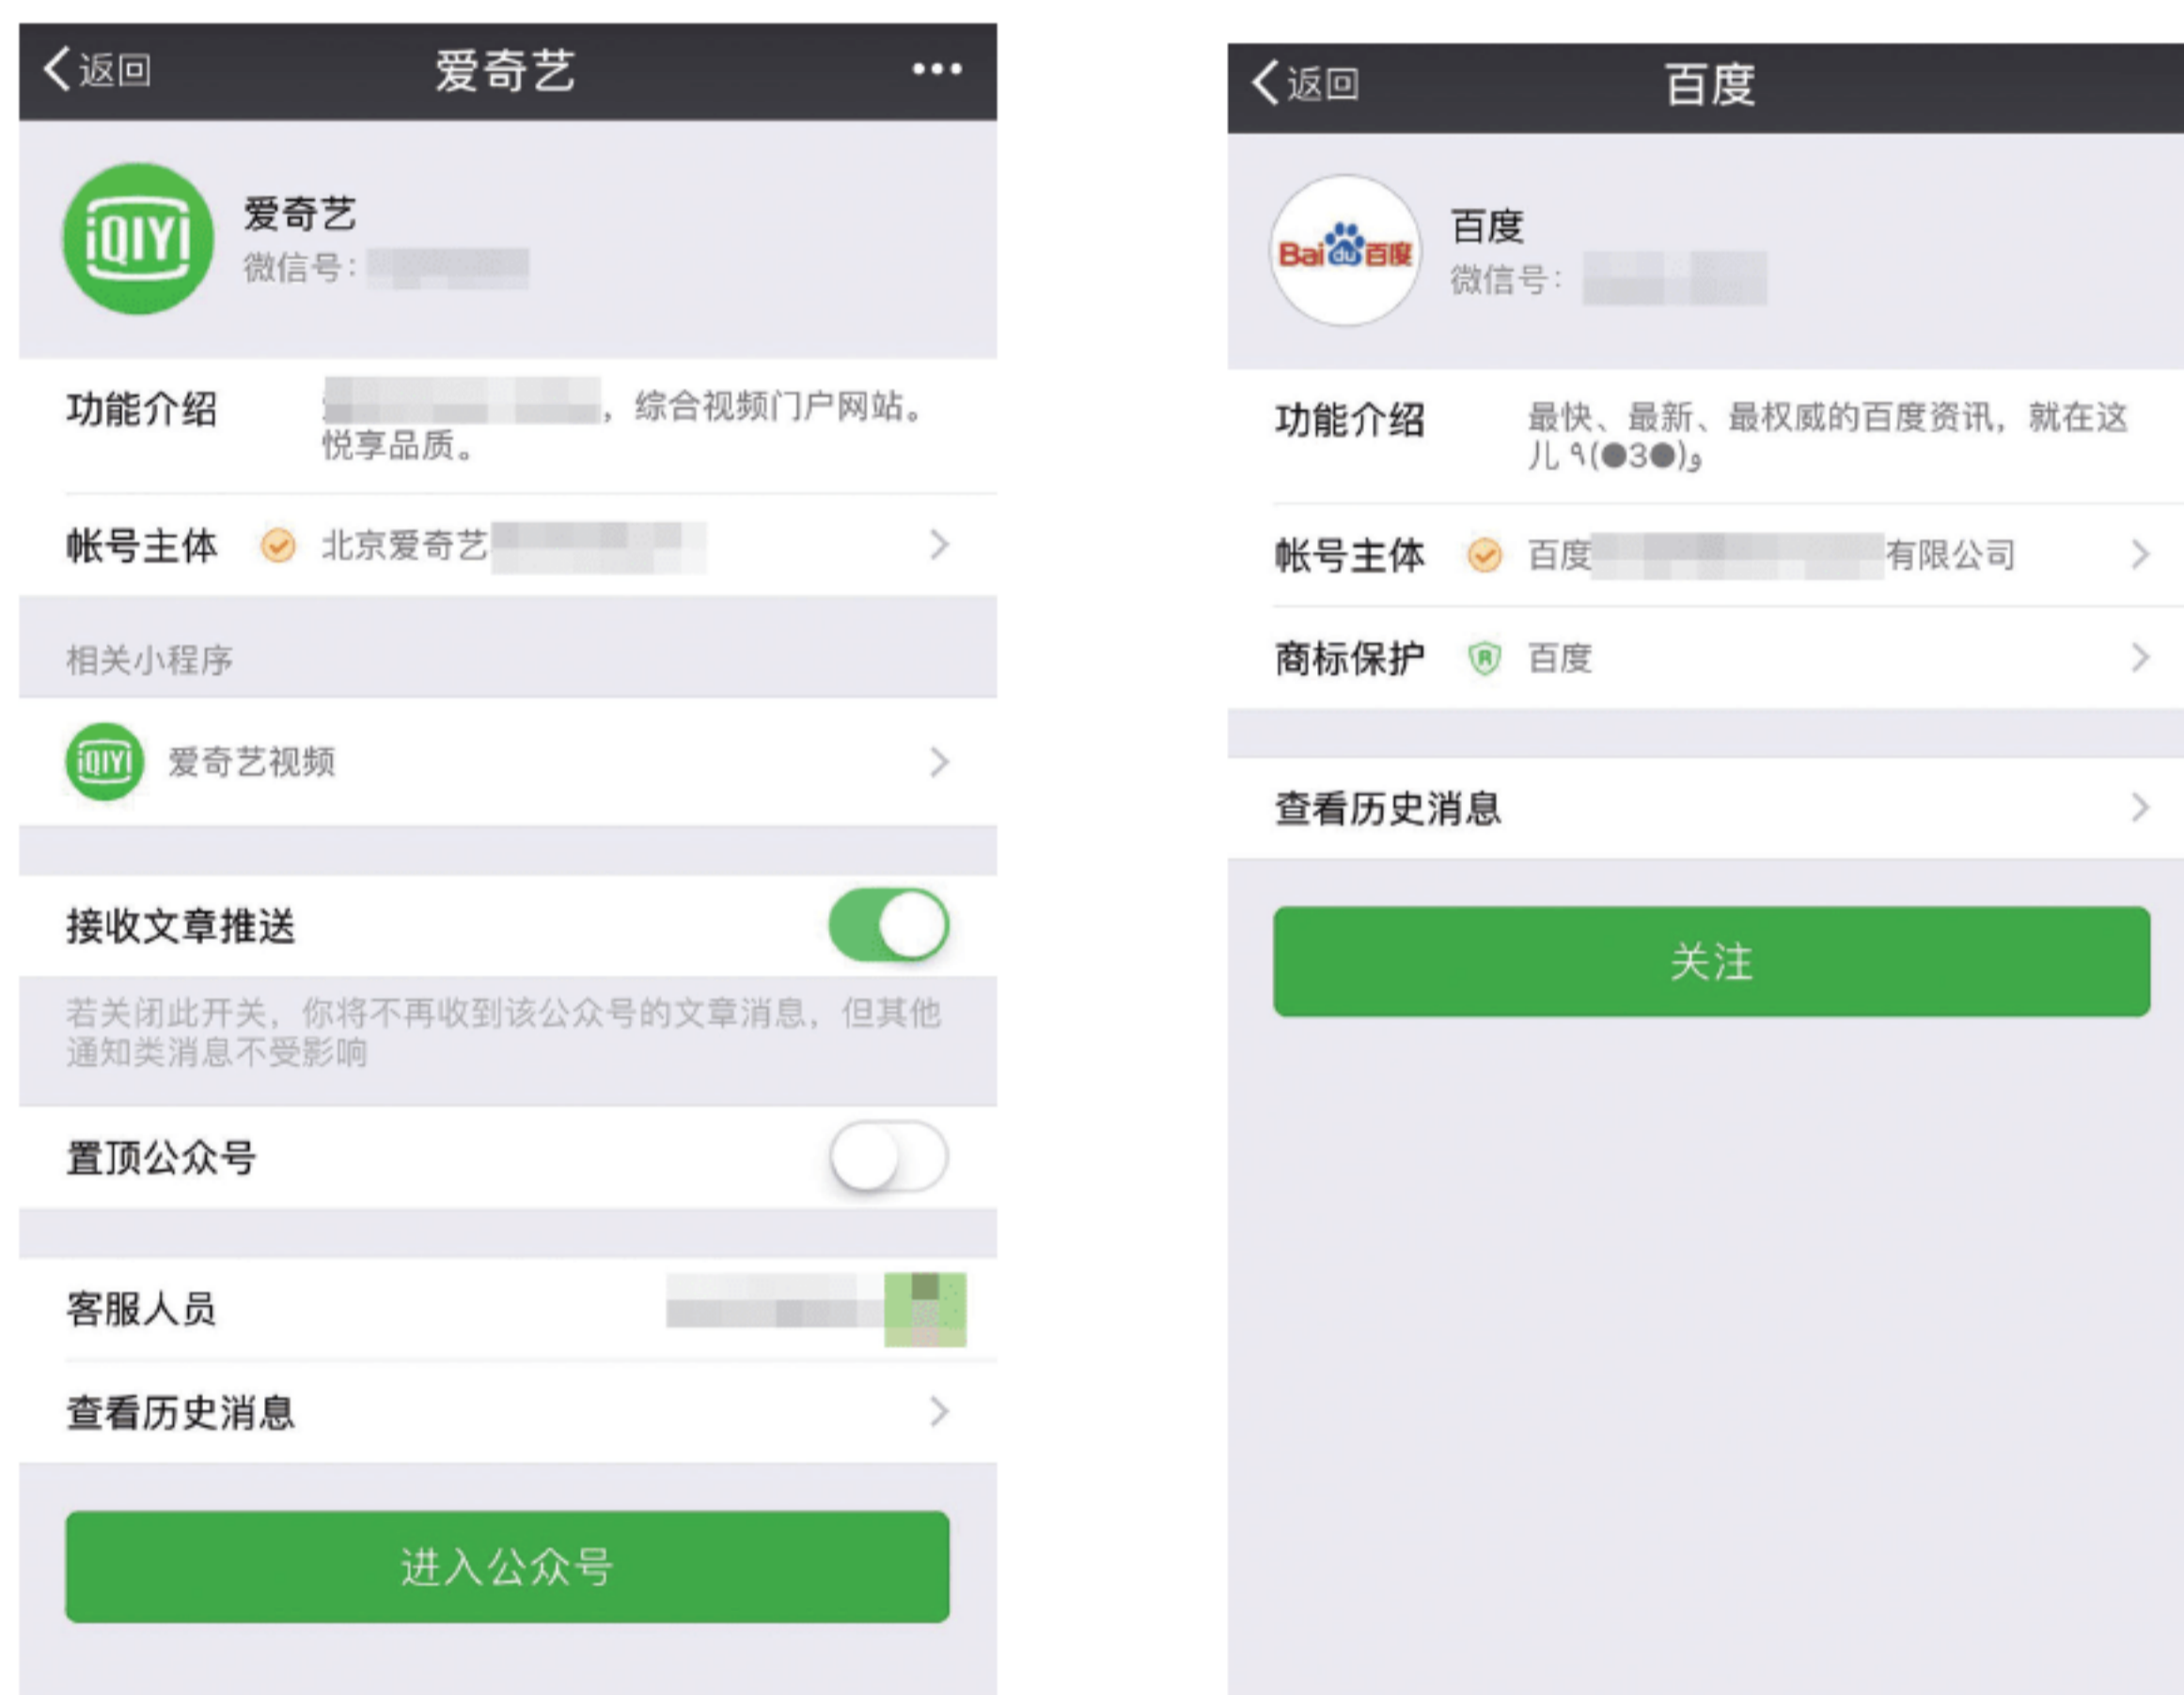 返回
爱奇艺
iQIYI
爱奇艺
微信号：
功能介绍
，综合视频门户网站。
悦享品质。
帐号主体
北京爱奇艺
相关小程序
iQIYI
爱奇艺视频
接收文章推送
若关闭此开关，你将不再收到该公众号的文章消息，但其他
通知类消息不受影响
置顶公众号
客服人员
查看历史消息
进入公众号
返回
百度
Bai du 百度
百度
微信号：
功能介绍
最快、最新、最权威的百度资讯，就在这
儿 ٩(●3●)و
帐号主体
百度
有限公司
商标保护
R
百度
查看历史消息
关注